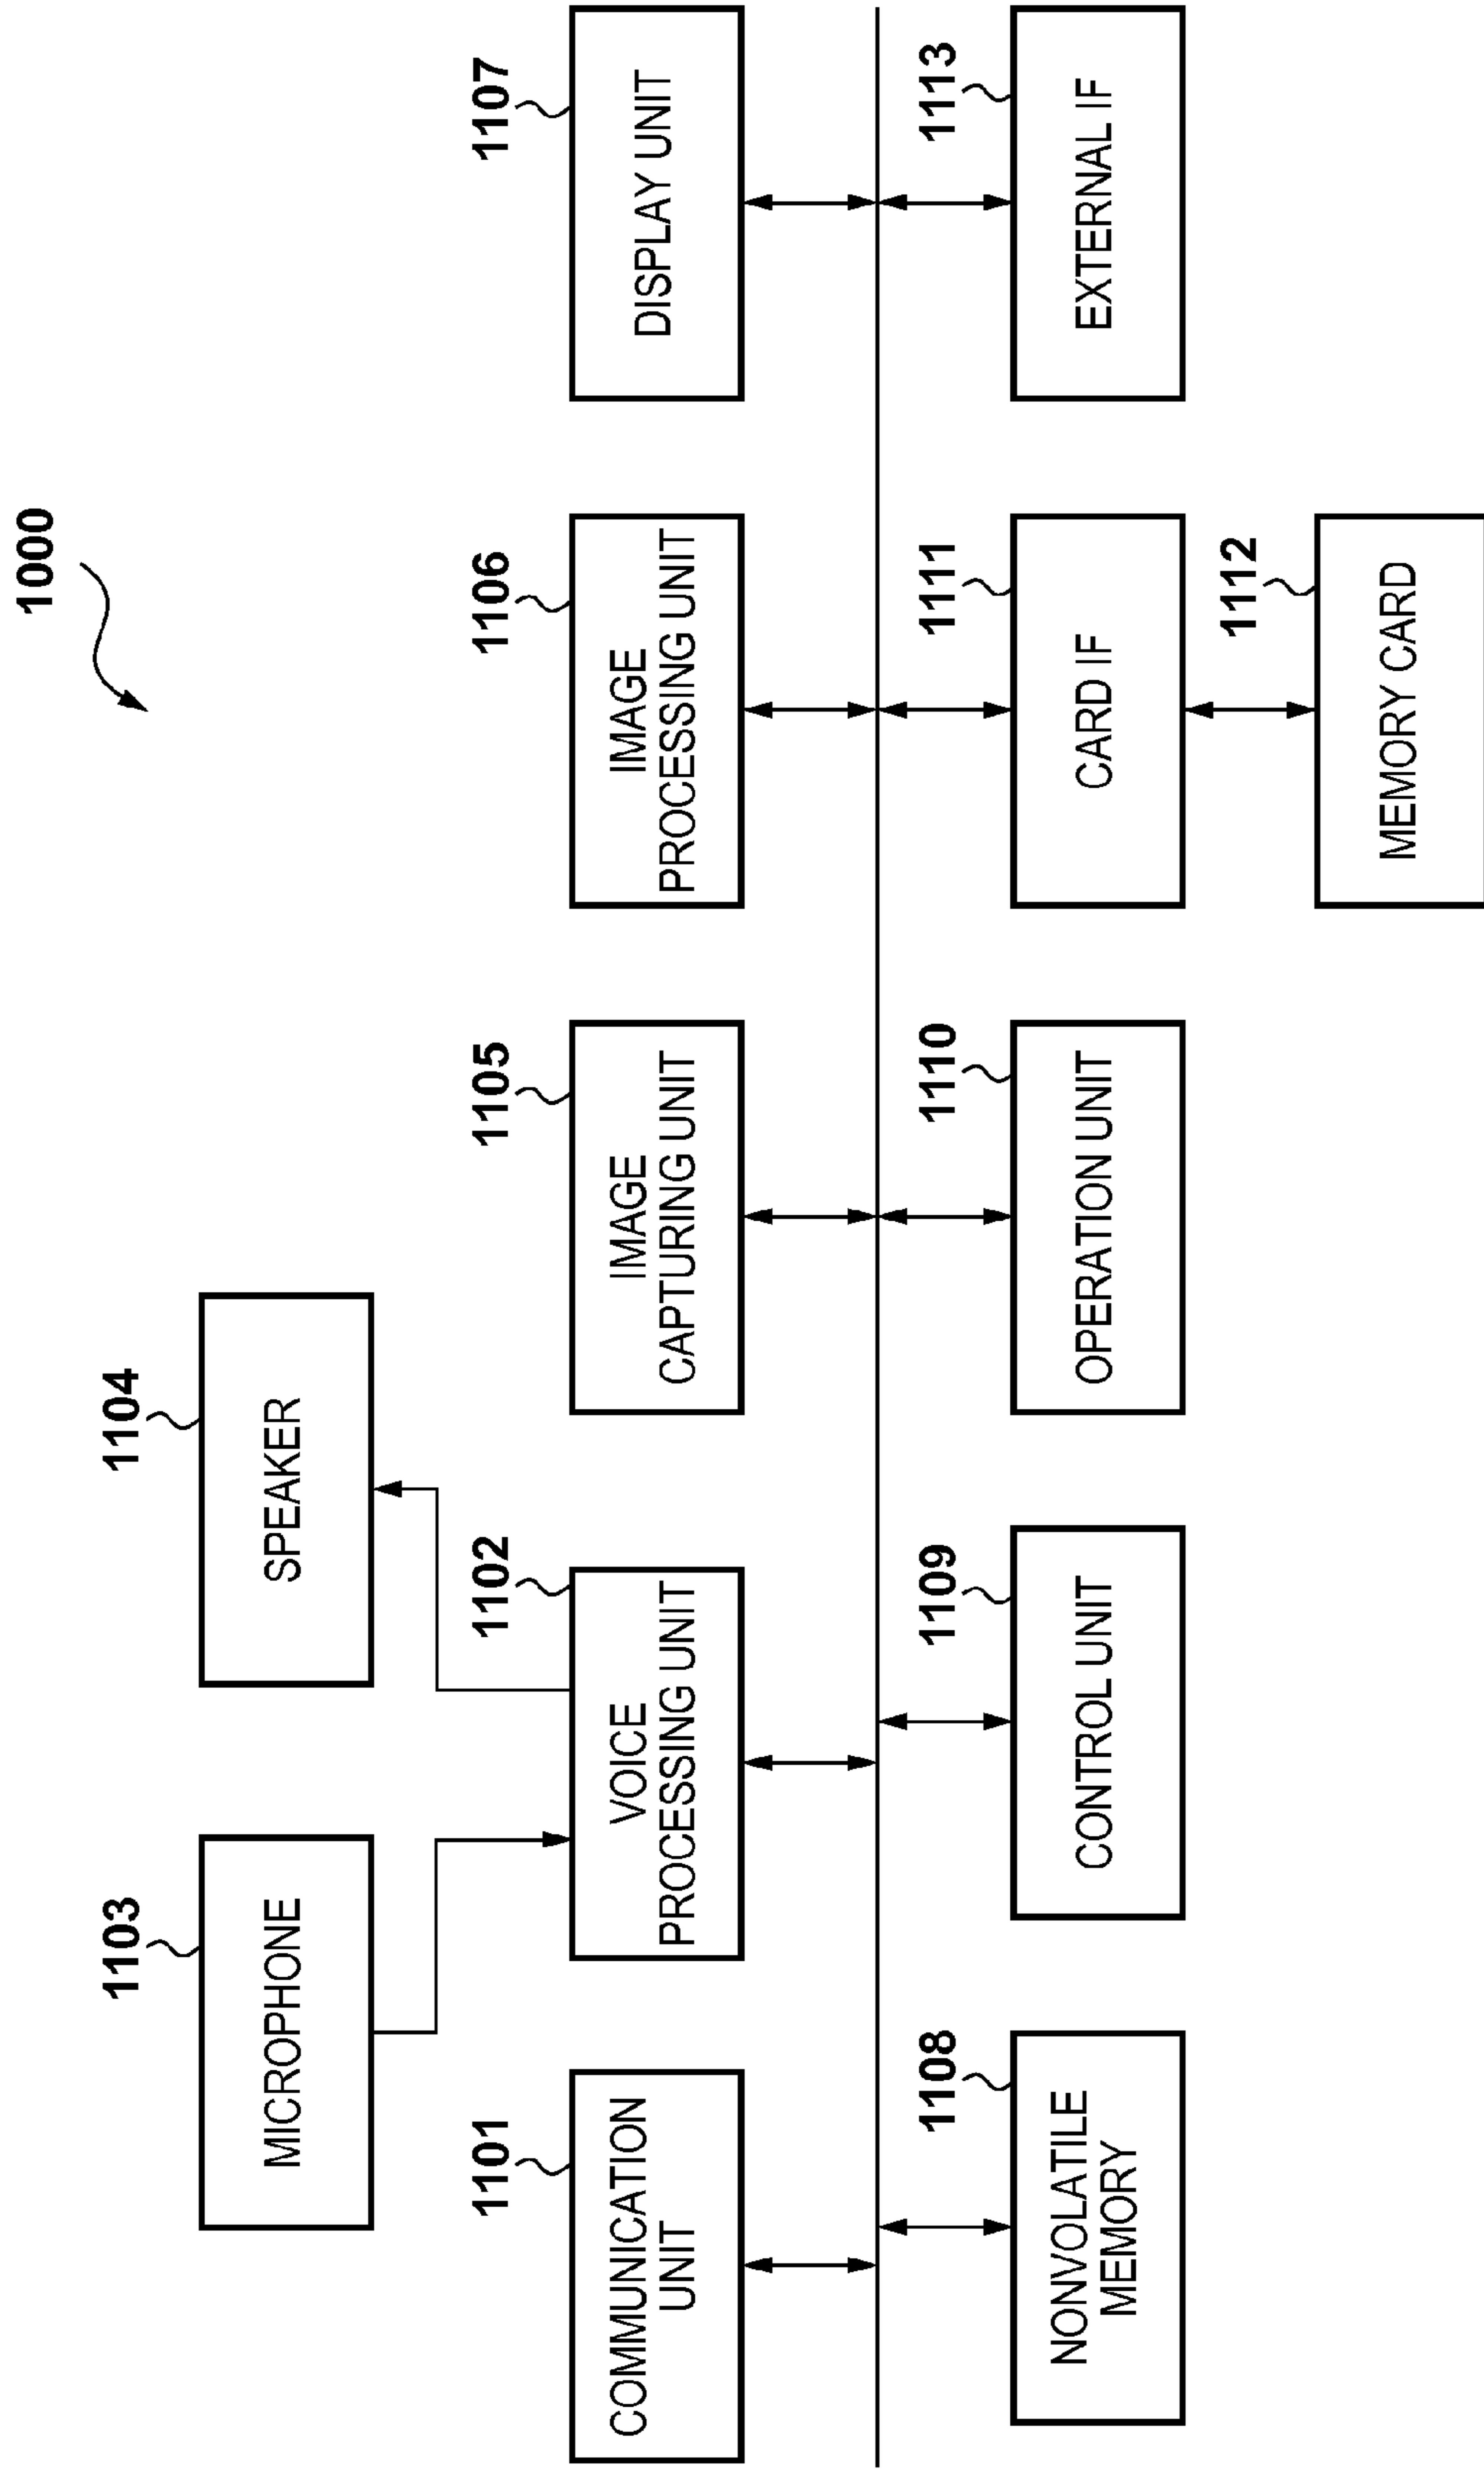 1000
1103
MICROPHONE
1104
SPEAKER
1101
COMMUNICATION
UNIT
1102
VOICE
PROCESSING UNIT
1105
IMAGE
CAPTURING UNIT
1106
IMAGE
PROCESSING UNIT
1107
DISPLAY UNIT
1108
NONVOLATILE
MEMORY
1109
CONTROL UNIT
1110
OPERATION UNIT
1111
CARD IF
1113
EXTERNAL IF
1112
MEMORY CARD